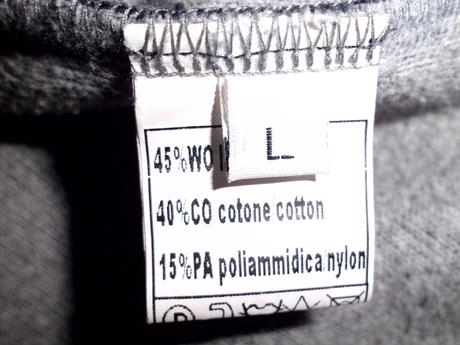 L
45%WO
40%CO cotone cotton
15%PA poliammidica nylon